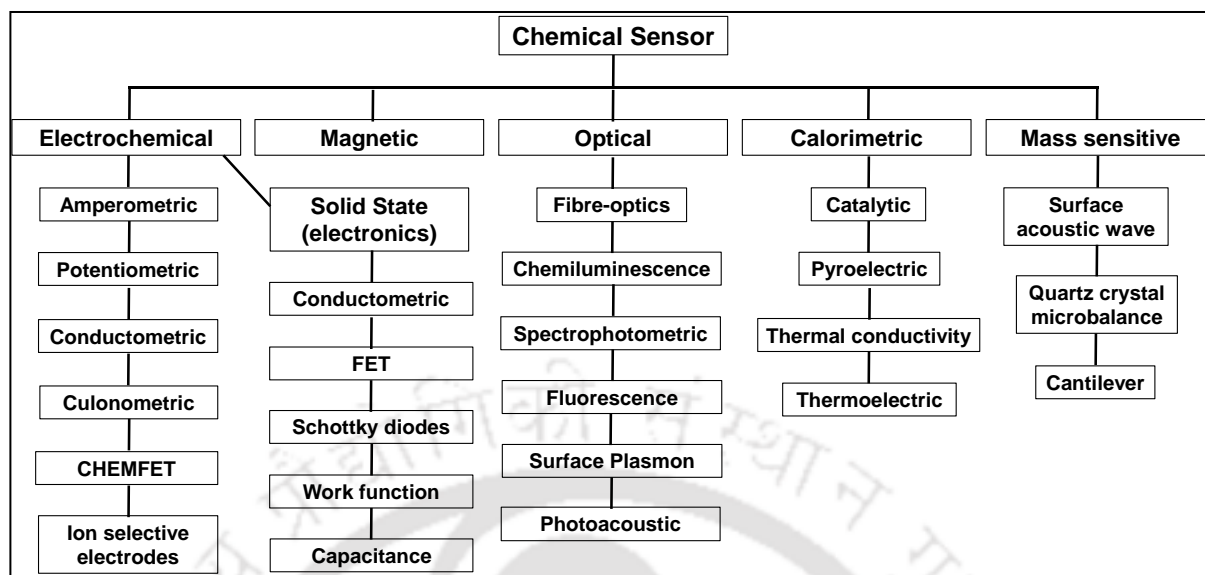 Chemical Sensor
Electrochemical
Magnetic
Optical
Calorimetric
Mass sensitive
Amperometric
Potentiometric
Conductometric
Culonometric
CHEMFET
Ion selective
electrodes
Solid State
(electronics)
Conductometric
FET
Schottky diodes
Work function
Capacitance
Fibre-optics
Chemiluminescence
Spectrophotometric
Fluorescence
Surface Plasmon
Photoacoustic
Catalytic
Pyroelectric
Thermal conductivity
Thermoelectric
Surface
acoustic wave
Quartz crystal
microbalance
Cantilever